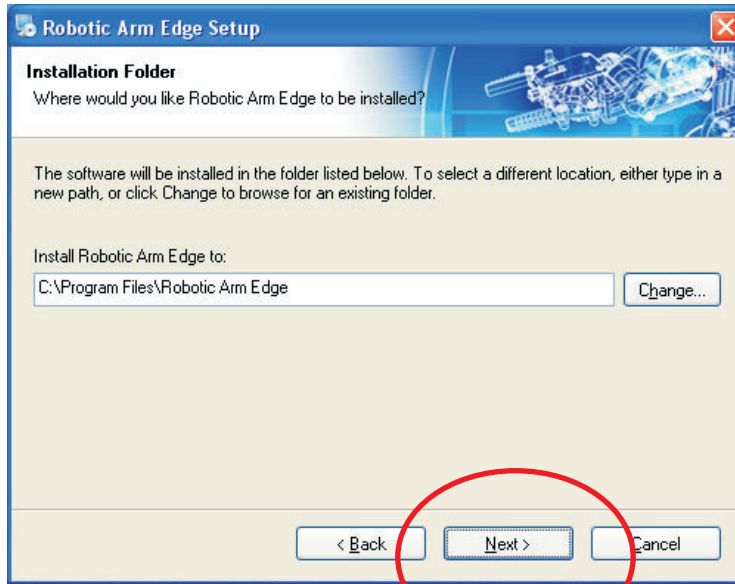 Robotic Arm Edge Setup
Installation Folder
Where would you like Robotic Arm Edge to be installed?
The software will be installed in the folder listed below. To select a different location, either type in a
new path, or click Change to browse for an existing folder.
Install Robotic Arm Edge to:
C:\Program Files\Robotic Arm Edge
Change...
< Back
Next >
Cancel